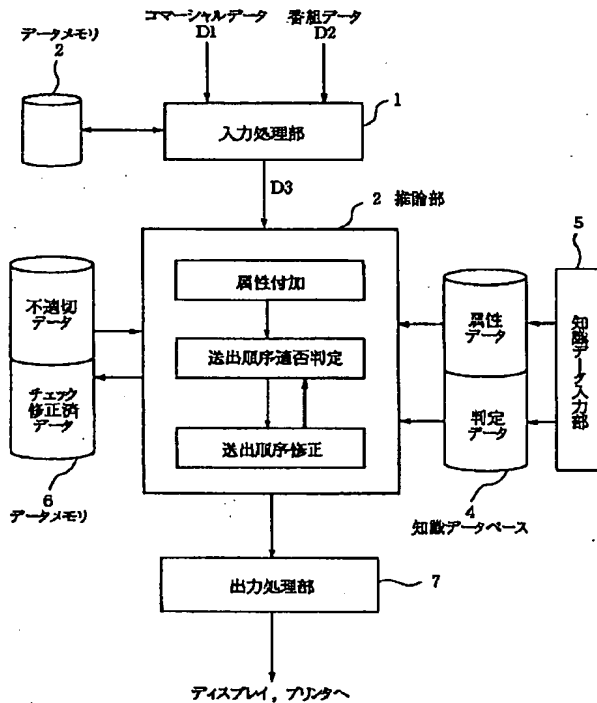 コマーシャルデータ
D1
番組データ
D2
データメモリ
2
1
入力処理部
D3
2 推論部
5
属性付加
送出順序適否判定
送出順序修正
不適切
データ
チェック
修正済
データ
6
データメモリ
属性
データ
判定
データ
4
知識データベース
知識データ入力部
出力処理部
7
ディスプレイ, プリンタへ